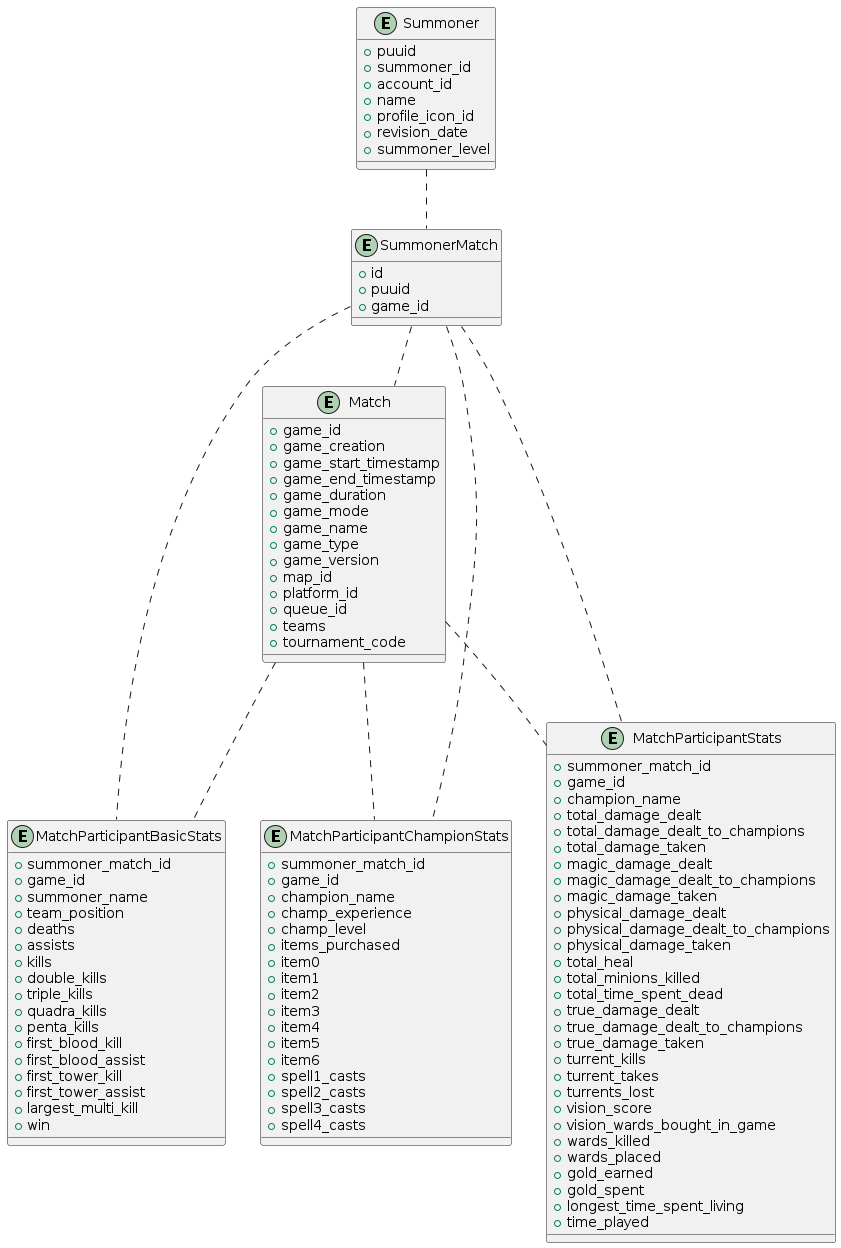 E Summoner
puuid
summoner_id
account_id
name
profile_icon_id
revision_date
summoner_level
E SummonerMatch
id
puuid
game_id
E Match
game_id
game_creation
game_start_timestamp
game_end_timestamp
game_duration
game_mode
game_name
game_type
game_version
map_id
platform_id
queue_id
teams
tournament_code
E MatchParticipantBasicStats
summoner_match_id
game_id
summoner_name
team_position
deaths
assists
kills
double_kills
triple_kills
quadra_kills
penta_kills
first_blood_kill
first_blood_assist
first_tower_kill
first_tower_assist
largest_multi_kill
win
E MatchParticipantChampionStats
summoner_match_id
game_id
champion_name
champ_experience
champ_level
items_purchased
item0
item1
item2
item3
item4
item5
item6
spell1_casts
spell2_casts
spell3_casts
spell4_casts
E MatchParticipantStats
summoner_match_id
game_id
champion_name
total_damage_dealt
total_damage_dealt_to_champions
total_damage_taken
magic_damage_dealt
magic_damage_dealt_to_champions
magic_damage_taken
physical_damage_dealt
physical_damage_dealt_to_champions
physical_damage_taken
total_heal
total_minions_killed
total_time_spent_dead
true_damage_dealt
true_damage_dealt_to_champions
true_damage_taken
turrent_kills
turrent_takes
turrents_lost
vision_score
vision_wards_bought_in_game
wards_killed
wards_placed
gold_earned
gold_spent
longest_time_spent_living
time_played